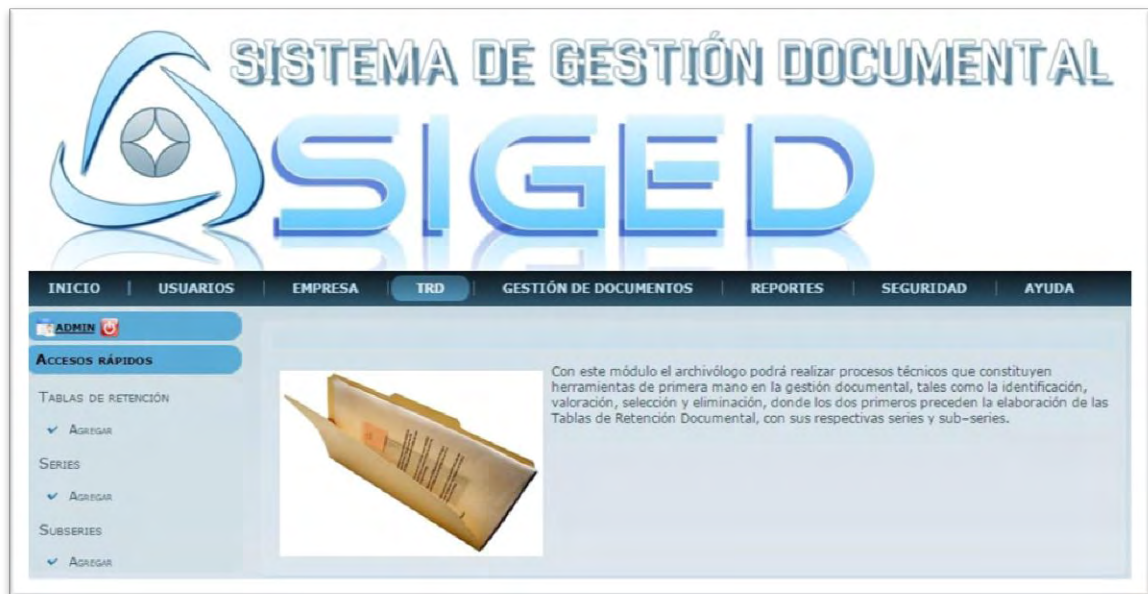 SISTEMA DE GESTIÓN DOCUMENTAL
SIGED
INICIO | USUARIOS | EMPRESA | TRD | GESTIÓN DE DOCUMENTOS | REPORTES | SEGURIDAD | AYUDA
ADMIN
ACCESOS RÁPIDOS
TABLAS DE RETENCIÓN
AGREGAR
SERIES
AGREGAR
SUBSERIES
AGREGAR
Con este módulo el archivólogo podrá realizar procesos técnicos que constituyen
herramientas de primera mano en la gestión documental, tales como la identificación,
valoración, selección y eliminación, donde los dos primeros preceden la elaboración de las
Tablas de Retención Documental, con sus respectivas series y sub-series.